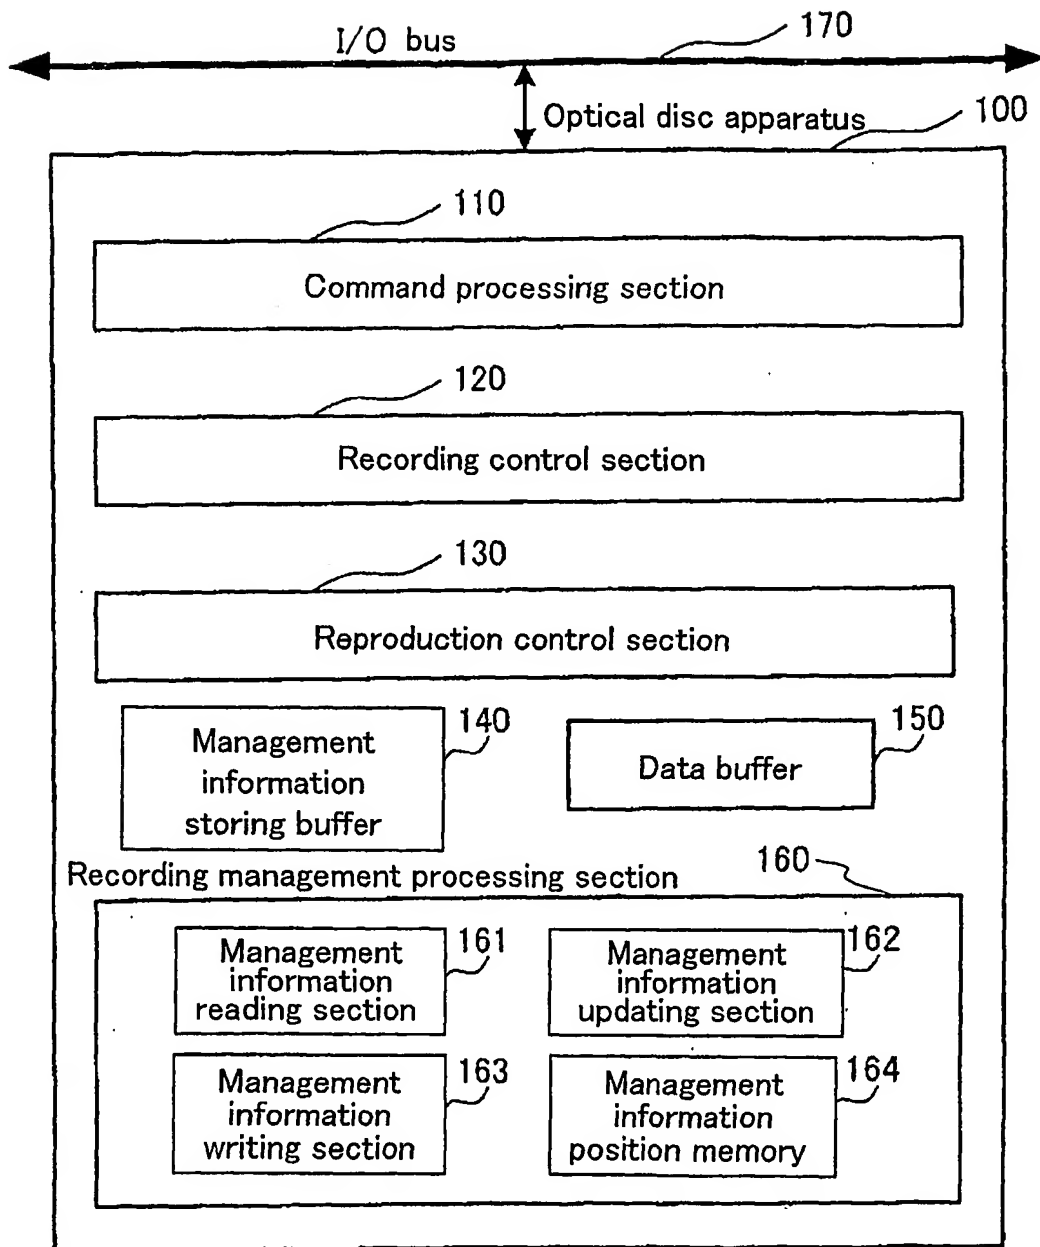 I/O bus 170
Optical disc apparatus 100
110
Command processing section
120
Recording control section
130
Reproduction control section
140
Management
information
storing buffer
150
Data buffer
Recording management processing section 160
161
Management
information
reading section
162
Management
information
updating section
163
Management
information
writing section
164
Management
information
position memory